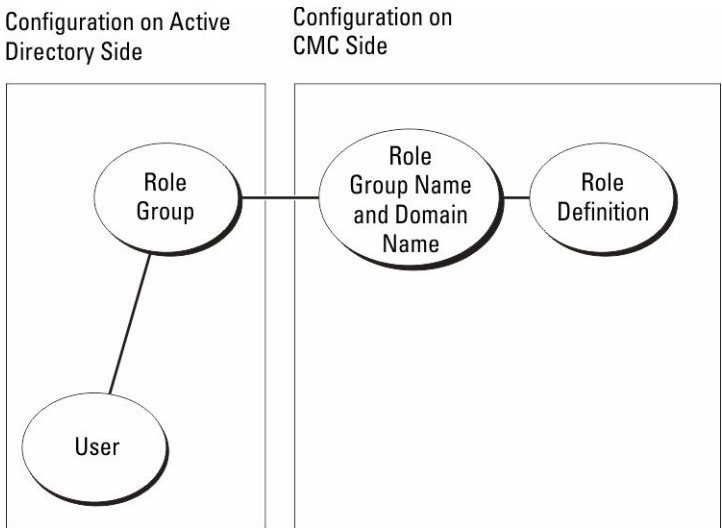 Configuration on Active
Directory Side
Configuration on
CMC Side
Role
Group
Role
Group Name
and Domain
Name
Role
Definition
User